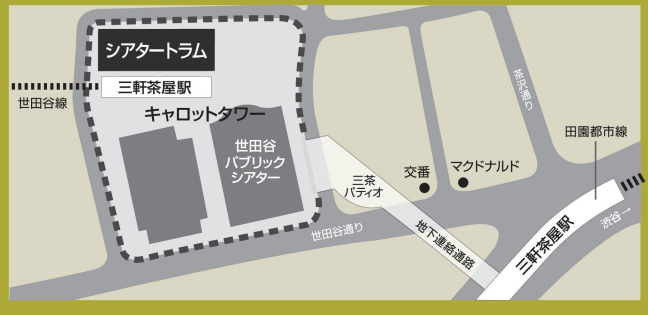 シアタートラム
三軒茶屋駅
世田谷線
キャロットタワー
世田谷
パブリック
シアター
三茶
パティオ
交番
マクドナルド
茶沢通り
田園都市線
世田谷通り
地下連絡通路
三軒茶屋駅
渋谷→